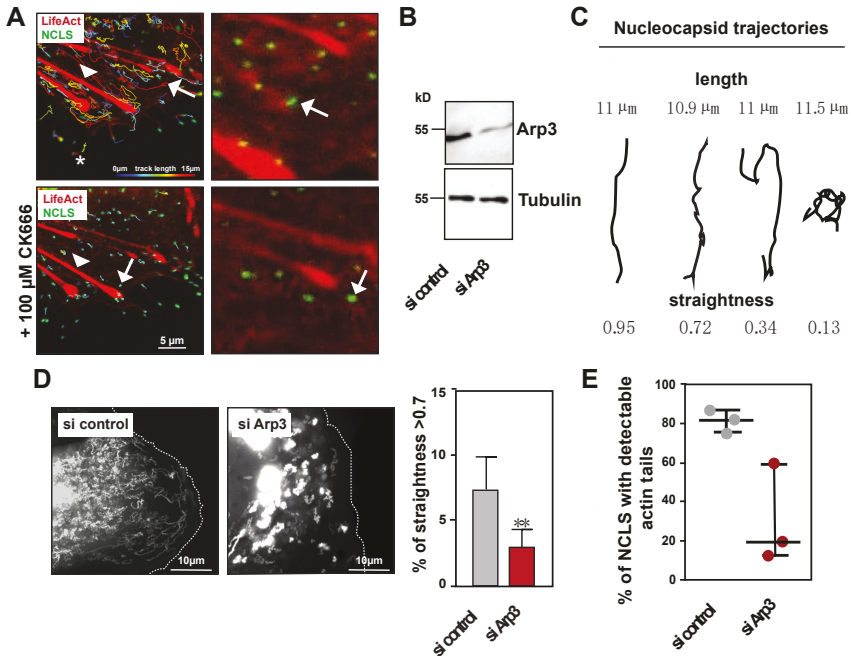 A
LifeAct
NCLS
*
0µm track length 15µm
LifeAct
NCLS
+ 100 µM CK666
5 µm
B
kD
55
Arp3
55
Tubulin
si control
si Arp3
C
Nucleocapsid trajectories
length
11 µm 10.9 µm 11 µm 11.5 µm
straightness
0.95 0.72 0.34 0.13
D
si control
10µm
si Arp3
10µm
% of straightness >0.7
15
10
5
0
**
si control
si Arp3
E
% of NCLS with detectable
actin tails
100
80
60
40
20
0
si control
si Arp3